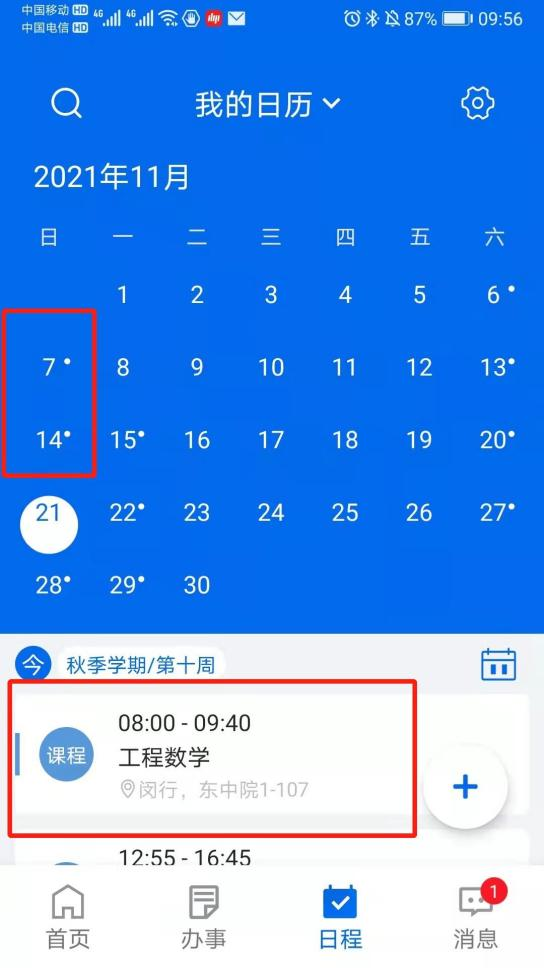 中国移动 HD 4G 4G 87% 09:56
中国电信 HD
我的日历
2021年11月
日 一 二 三 四 五 六
1 2 3 4 5 6
7 8 9 10 11 12 13
14 15 16 17 18 19 20
21 22 23 24 25 26 27
28 29 30
今 秋季学期/第十周
08:00 - 09:40
课程 工程数学
闵行，东中院1-107
+
12:55 - 16:45
1
首页 办事 日程 消息